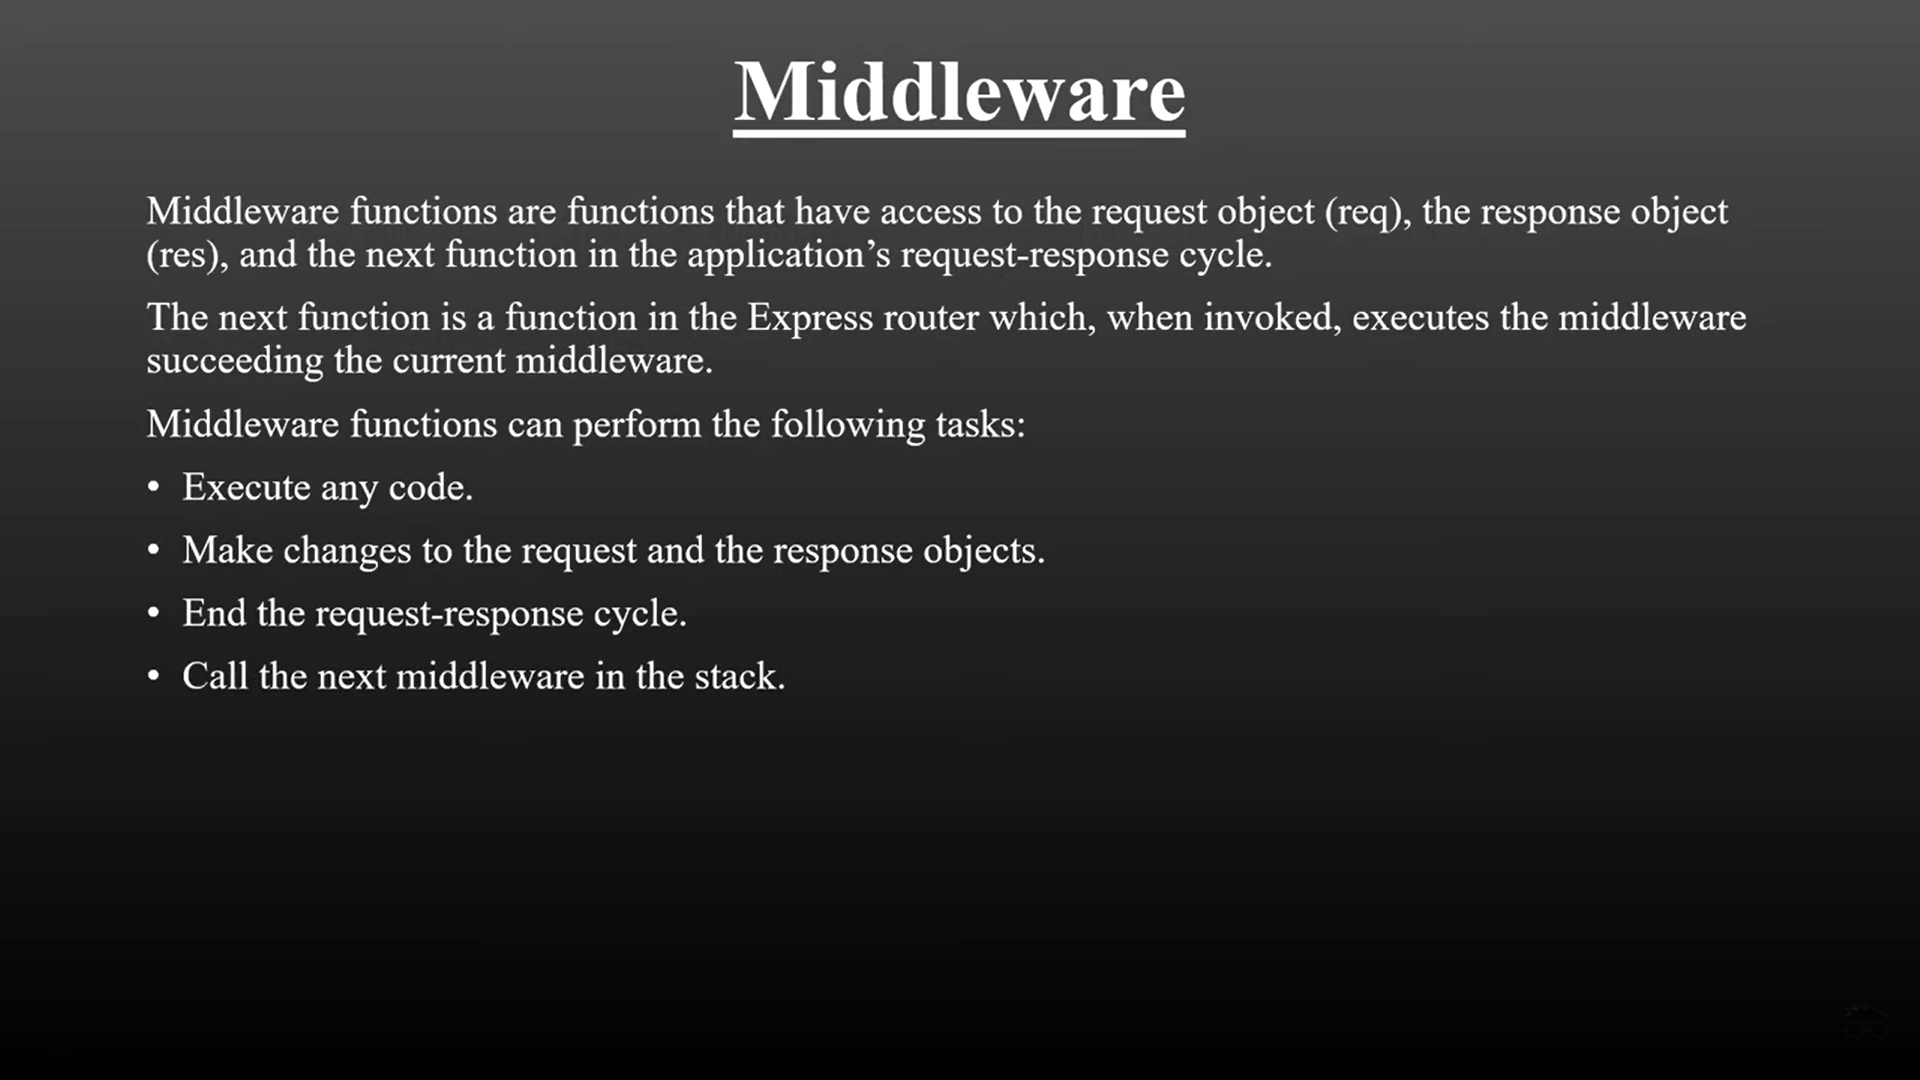 Middleware
Middleware functions are functions that have access to the request object (req), the response object
(res), and the next function in the application’s request-response cycle.
The next function is a function in the Express router which, when invoked, executes the middleware
succeeding the current middleware.
Middleware functions can perform the following tasks:
• Execute any code.
• Make changes to the request and the response objects.
• End the request-response cycle.
• Call the next middleware in the stack.